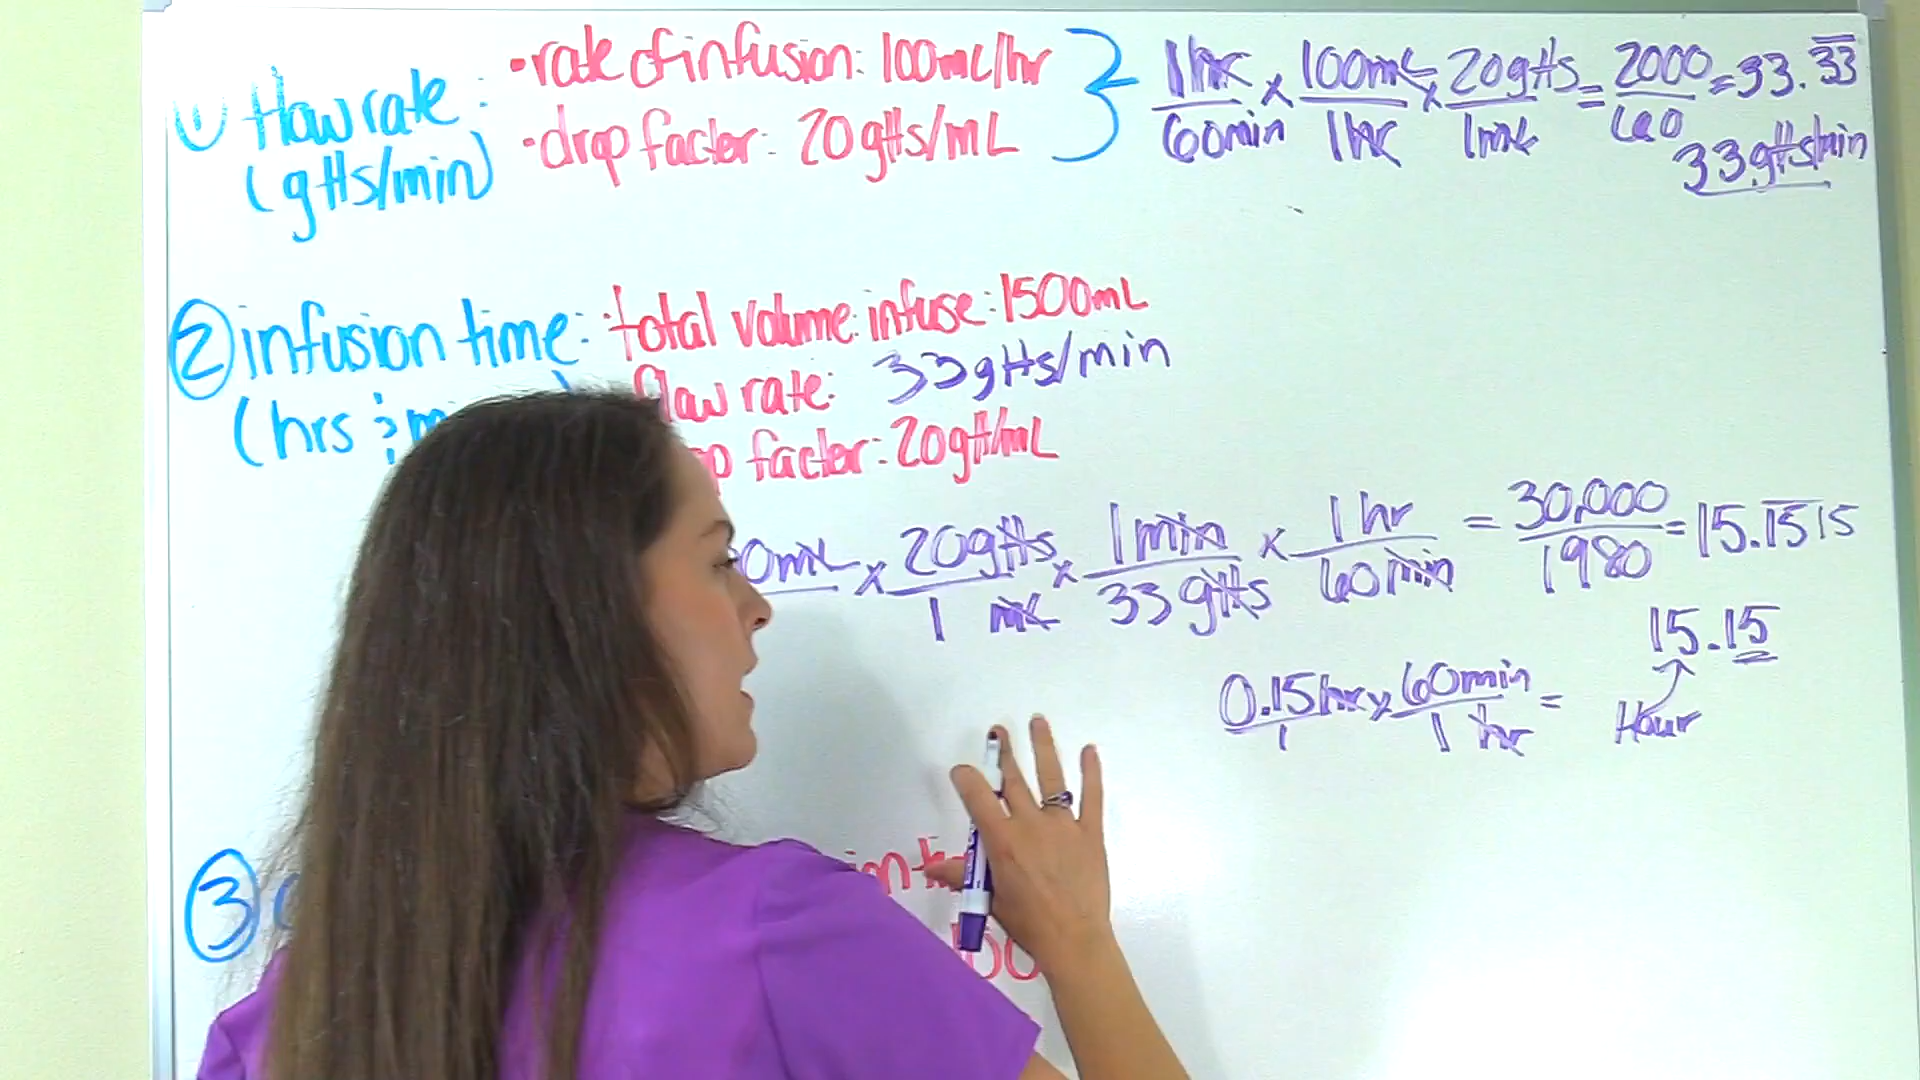 ① flow rate : • rate of infusion: 100mL/hr
(gtts/min) • drop factor: 20gtts/mL
1hr/60min x 100mL/1hr x 20gtts/1mL = 2000/60 = 33.33
33gtts/min
② infusion time: • total volume infuse: 1500mL
(hrs & flow rate: 33gtts/min
factor: 20gtt/mL
0mL x 20gtts/1 mL x 1min/33gtts x 1hr/60min = 30,000/1980 = 15.1515
15.15
0.15hr/1 x 60min/1 hr =
Hour
③